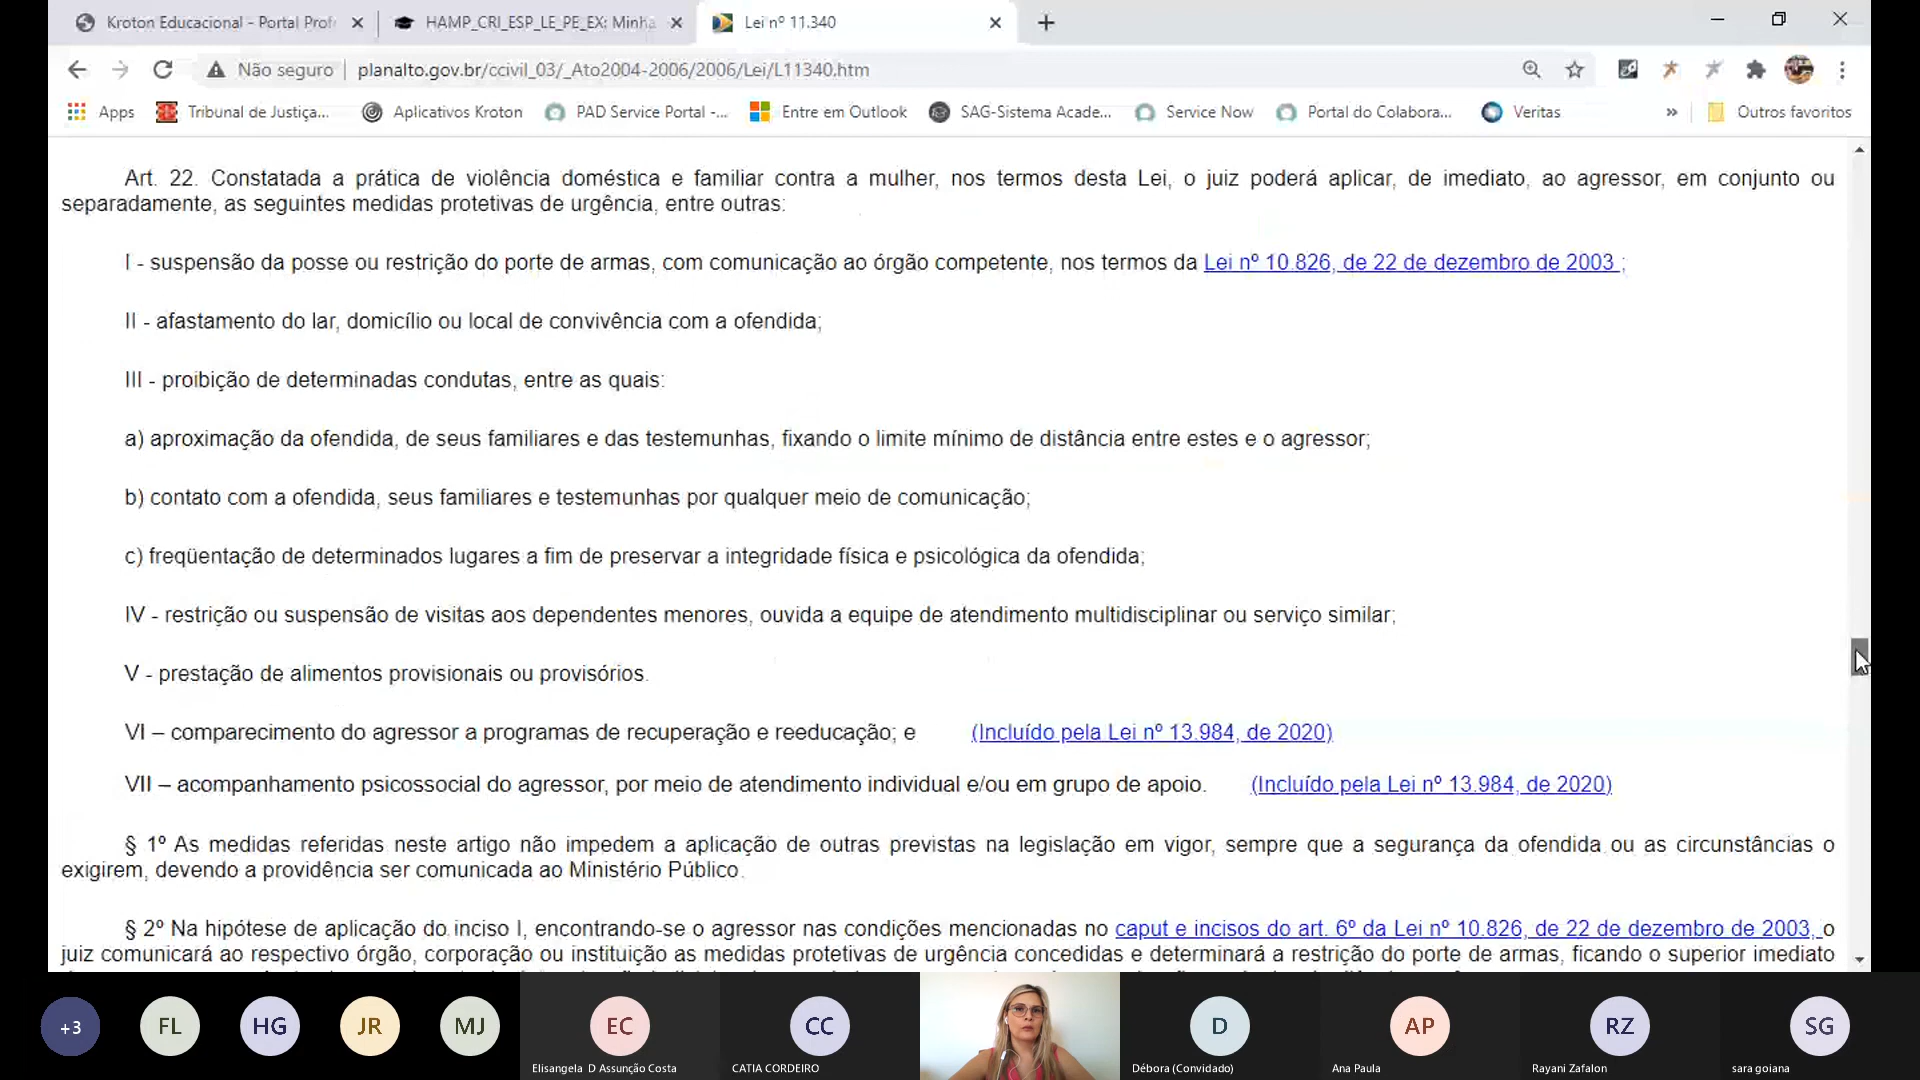 Kroton Educacional - Portal Prof
HAMP_CRI_ESP_LE_PE_EX: Minha
Lei nº 11.340
Não seguro
planalto.gov.br/ccivil_03/_Ato2004-2006/2006/Lei/L11340.htm
Apps
Tribunal de Justiça...
Aplicativos Kroton
PAD Service Portal -...
Entre em Outlook
SAG-Sistema Acade...
Service Now
Portal do Colabora...
Veritas
»
Outros favoritos
Art. 22. Constatada a prática de violência doméstica e familiar contra a mulher, nos termos desta Lei, o juiz poderá aplicar, de imediato, ao agressor, em conjunto ou
separadamente, as seguintes medidas protetivas de urgência, entre outras:
I - suspensão da posse ou restrição do porte de armas, com comunicação ao órgão competente, nos termos da Lei nº 10.826, de 22 de dezembro de 2003 ;
II - afastamento do lar, domicílio ou local de convivência com a ofendida;
III - proibição de determinadas condutas, entre as quais:
a) aproximação da ofendida, de seus familiares e das testemunhas, fixando o limite mínimo de distância entre estes e o agressor;
b) contato com a ofendida, seus familiares e testemunhas por qualquer meio de comunicação;
c) freqüentação de determinados lugares a fim de preservar a integridade física e psicológica da ofendida;
IV - restrição ou suspensão de visitas aos dependentes menores, ouvida a equipe de atendimento multidisciplinar ou serviço similar;
V - prestação de alimentos provisionais ou provisórios.
VI – comparecimento do agressor a programas de recuperação e reeducação; e (Incluído pela Lei nº 13.984, de 2020)
VII – acompanhamento psicossocial do agressor, por meio de atendimento individual e/ou em grupo de apoio. (Incluído pela Lei nº 13.984, de 2020)
§ 1º As medidas referidas neste artigo não impedem a aplicação de outras previstas na legislação em vigor, sempre que a segurança da ofendida ou as circunstâncias o
exigirem, devendo a providência ser comunicada ao Ministério Público.
§ 2º Na hipótese de aplicação do inciso I, encontrando-se o agressor nas condições mencionadas no caput e incisos do art. 6º da Lei nº 10.826, de 22 de dezembro de 2003, o
juiz comunicará ao respectivo órgão, corporação ou instituição as medidas protetivas de urgência concedidas e determinará a restrição do porte de armas, ficando o superior imediato
+3
FL
HG
JR
MJ
EC
CC
D
AP
RZ
SG
Elisangela D Assunção Costa
CATIA CORDEIRO
Débora (Convidado)
Ana Paula
Rayani Zafalon
sara goiana